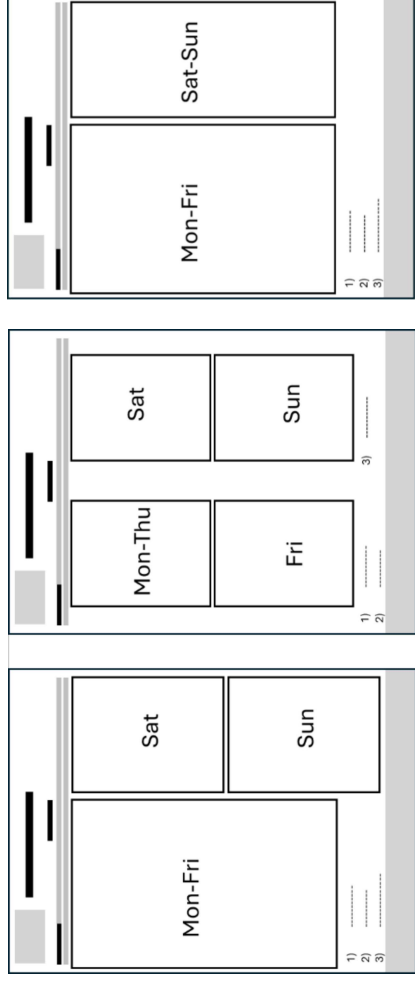 Mon-Fri
Sat
Sun
1)
2)
3)
Mon-Thu
Sat
Fri
Sun
1)
2)
3)
Mon-Fri
Sat-Sun
1)
2)
3)